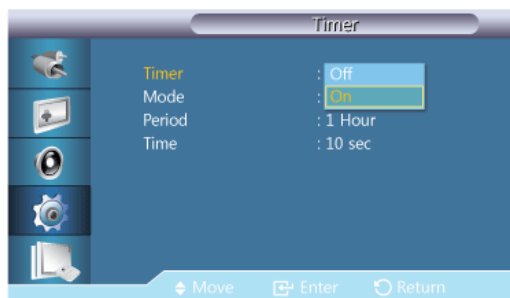 Timer
Timer : Off
Mode : On
Period : 1 Hour
Time : 10 sec
Move Enter Return